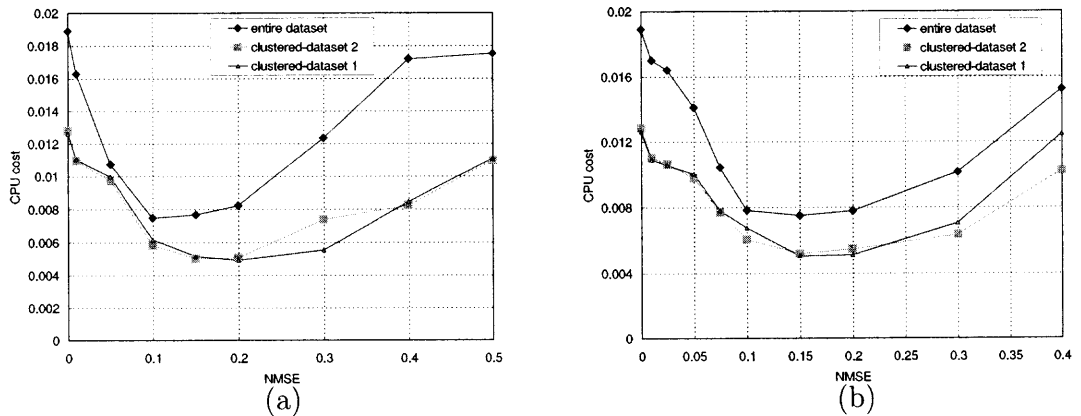 0.02
0.018
0.016
0.014
0.012
0.01
0.008
0.006
0.004
0.002
0
CPU cost
entire dataset
clustered-dataset 2
clustered-dataset 1
0 0.1 0.2 0.3 0.4 0.5
NMSE
(a)
0.02
0.016
0.012
0.008
0.004
0
CPU cost
entire dataset
clustered-dataset 2
clustered-dataset 1
0 0.05 0.1 0.15 0.2 0.25 0.3 0.35 0.4
NMSE
(b)